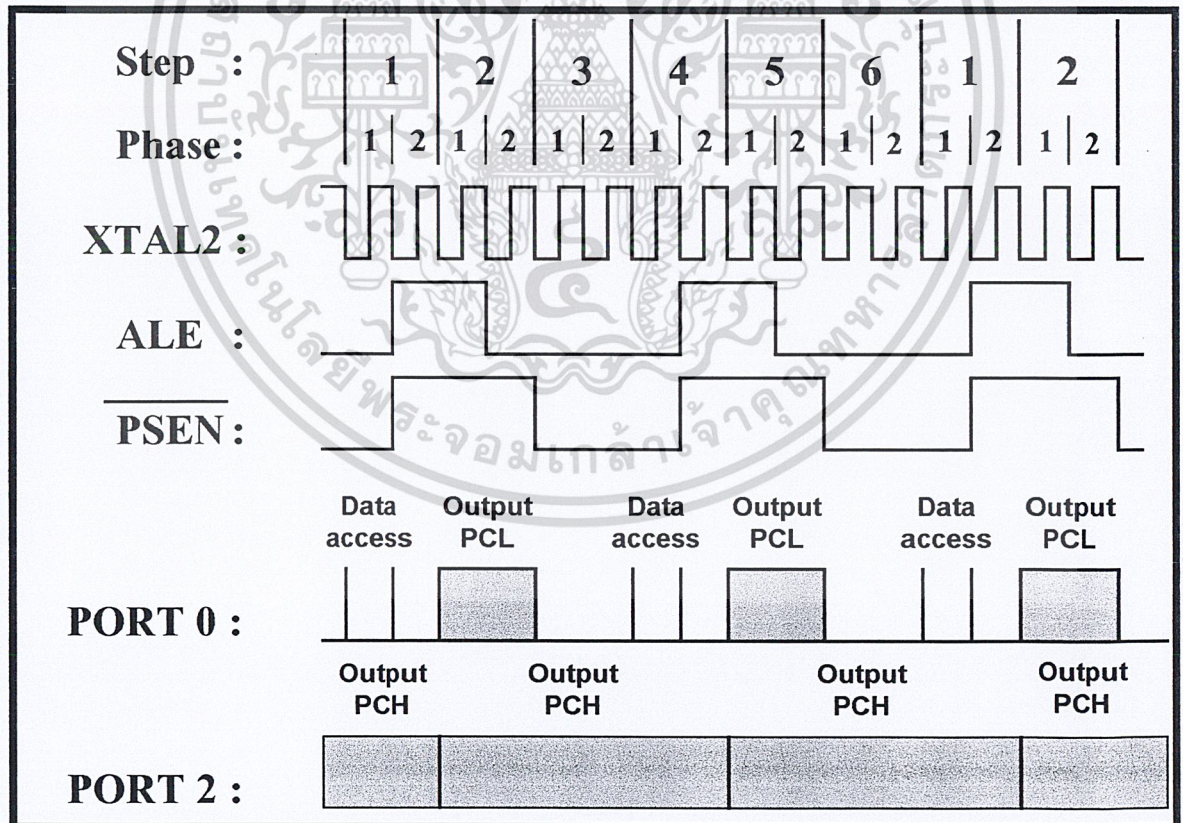 Step : 1 2 3 4 5 6 1 2
Phase : 1 2 1 2 1 2 1 2 1 2 1 2 1 2 1 2
XTAL2 :
ALE :
PSEN :
Data access Output PCL Data access Output PCL Data access Output PCL
PORT 0 :
Output PCH Output PCH Output PCH Output PCH
PORT 2 :